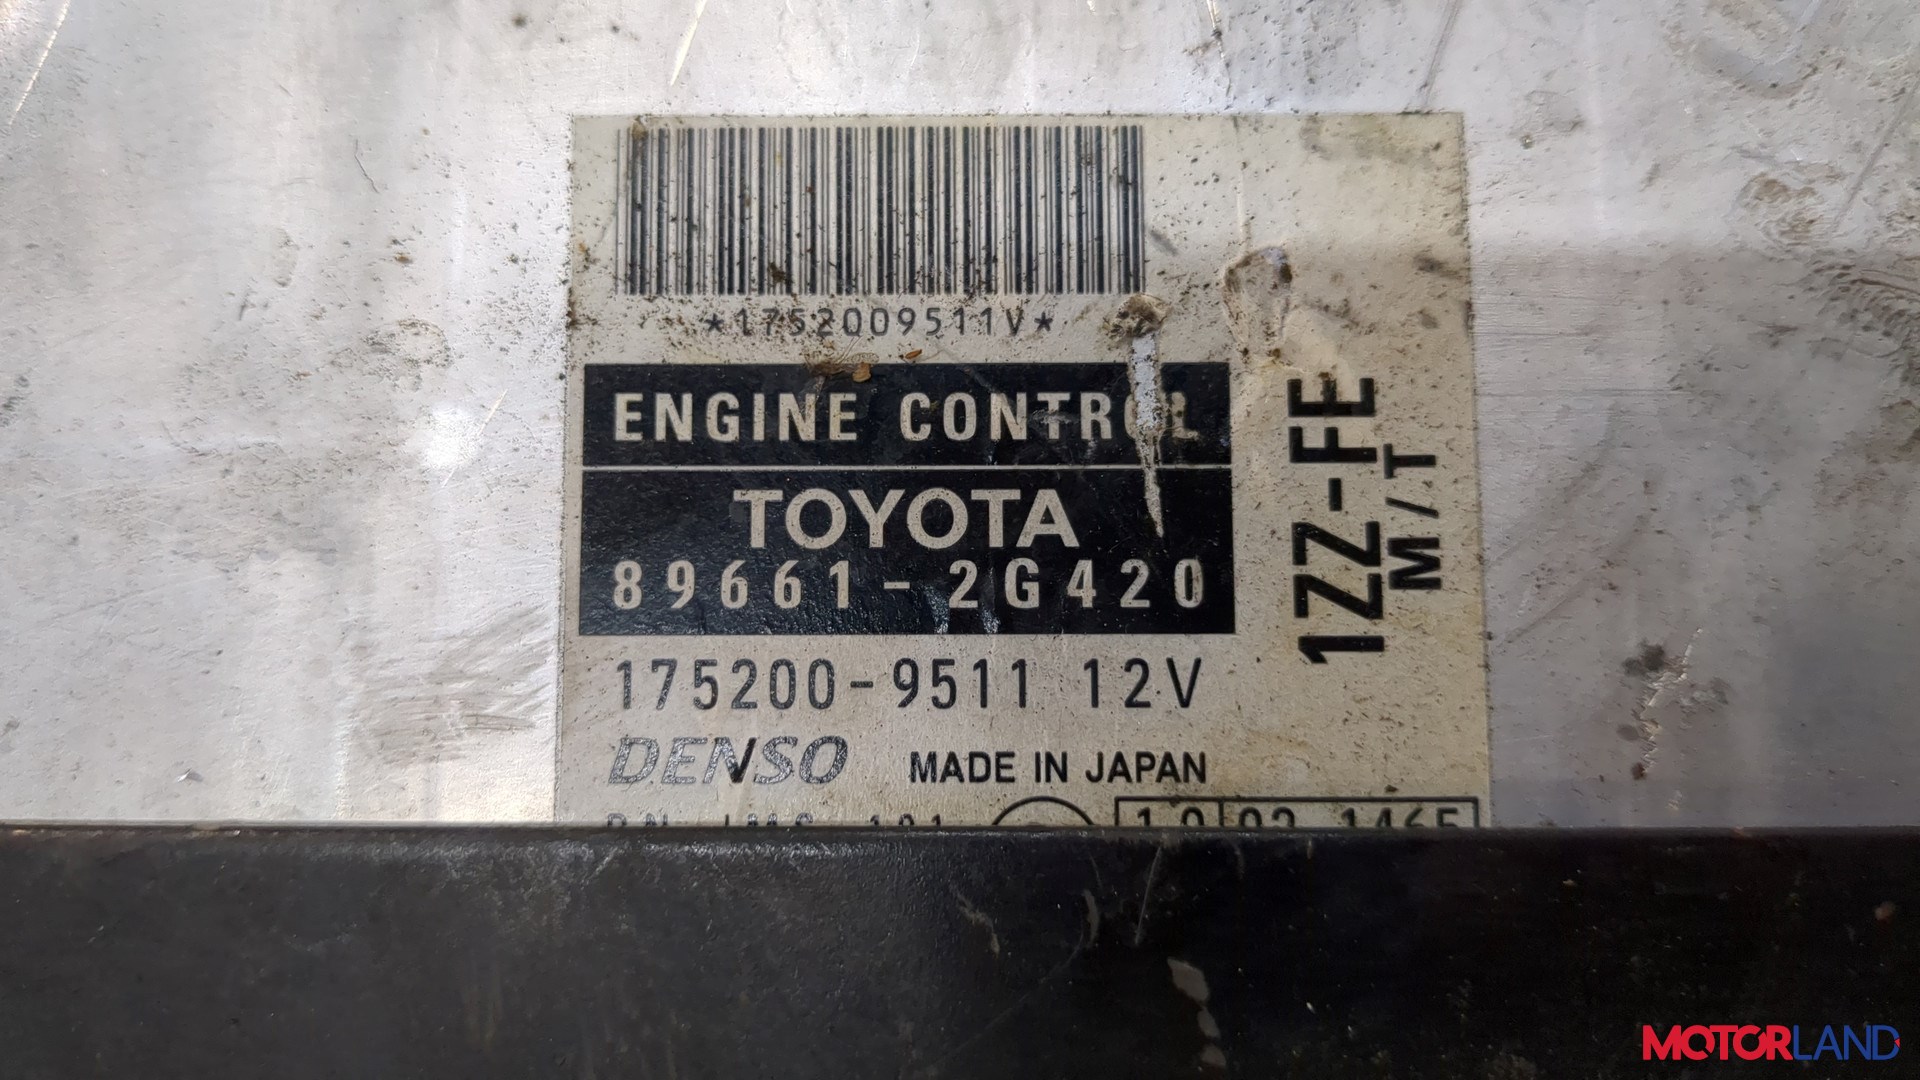 *1752009511V*
ENGINE CONTROL
TOYOTA
89661-2G420
175200-9511 12V
DENSO MADE IN JAPAN
1ZZ-FE
M/T
MOTORLAND